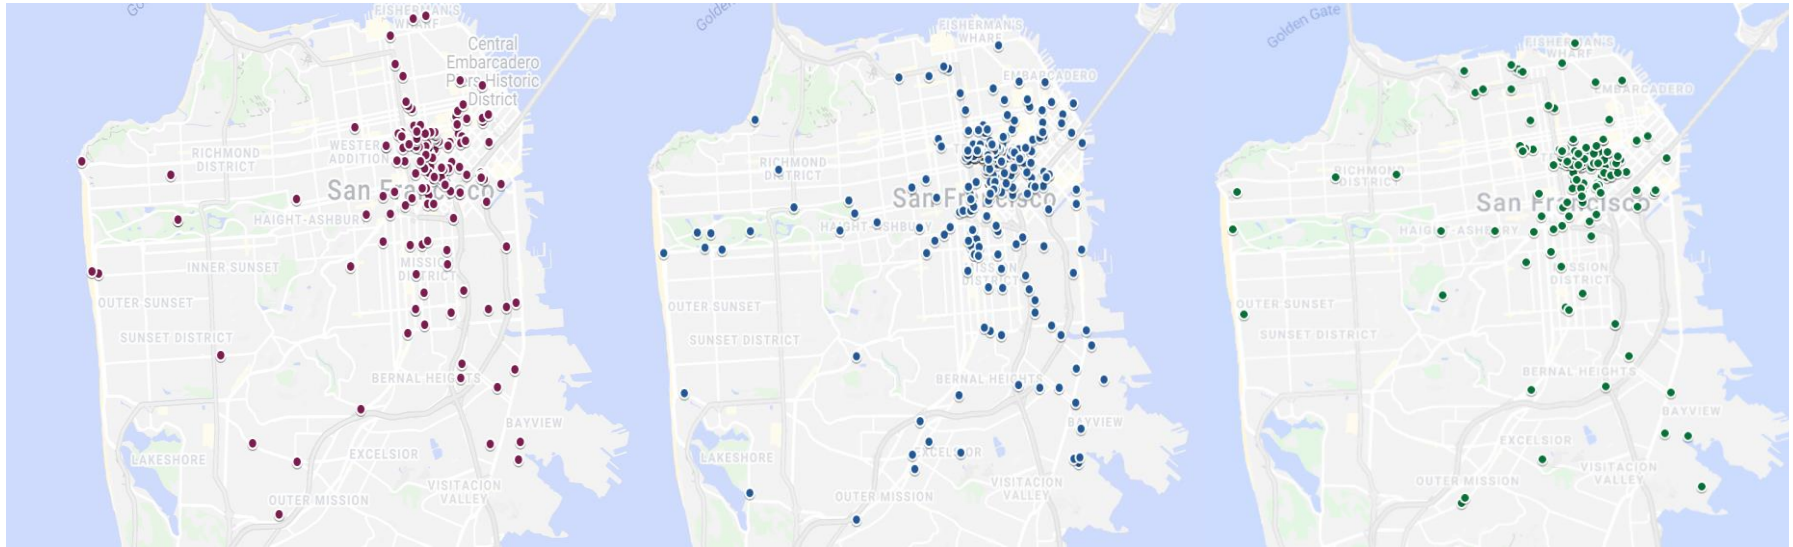 Go
FISHERMAN'S
WHARF
Central
Embarcadero
Piers Historic
District
RICHMOND
DISTRICT
WESTERN
ADDITION
San Francisco
HAIGHT-ASHBURY
INNER SUNSET
MISSION
DISTRICT
OUTER SUNSET
SUNSET DISTRICT
BERNAL HEIGHTS
BAYVIEW
LAKESHORE
EXCELSIOR
OUTER MISSION
VISITACION
VALLEY
Golden
FISHERMAN'S
WHARF
EMBARCADERO
RICHMOND
DISTRICT
San Francisco
HAIGHT-ASHBURY
MISSION
DISTRICT
OUTER SUNSET
SUNSET DISTRICT
BERNAL HEIGHTS
BAYVIEW
LAKESHORE
EXCELSIOR
OUTER MISSION
VISITACION
VALLEY
Golden Gate
FISHERMAN'S
WHARF
EMBARCADERO
RICHMOND
DISTRICT
San Francisco
HAIGHT-ASHBURY
MISSION
DISTRICT
OUTER SUNSET
SUNSET DISTRICT
BERNAL HEIGHTS
BAYVIEW
EXCELSIOR
OUTER MISSION
VISITACION
VALLEY